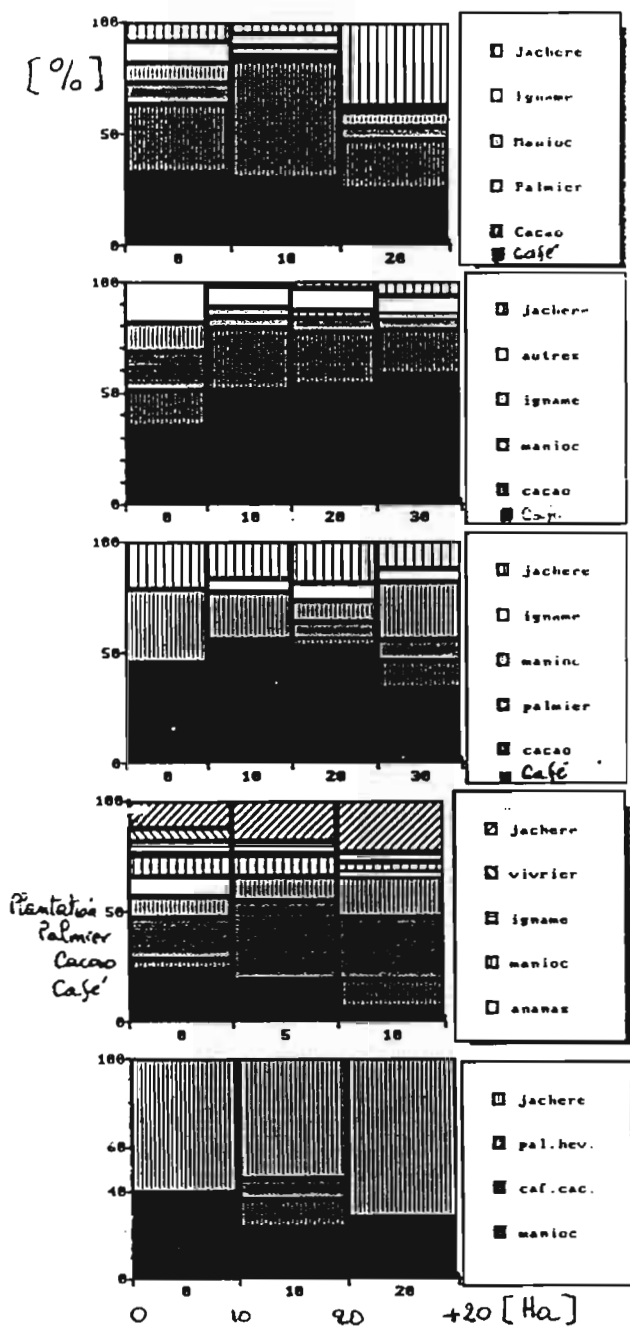 [%]
100
50
0
0 10 20
Jachere
Igname
Manioc
Palmier
Cacao
Café
100
50
0
0 10 20 30
jachere
autres
igname
manioc
cacao
100
50
0
0 10 20 30
jachere
igname
manioc
palmier
cacao
Café
100
50
0
Plantation
Palmier
Cacao
Café
0 5 10
jachere
vivrier
igname
manioc
ananas
100
60
40
0
0 10 20
jachere
pal.hev.
caf.cac.
manioc
0 10 20 +20 [Ha]